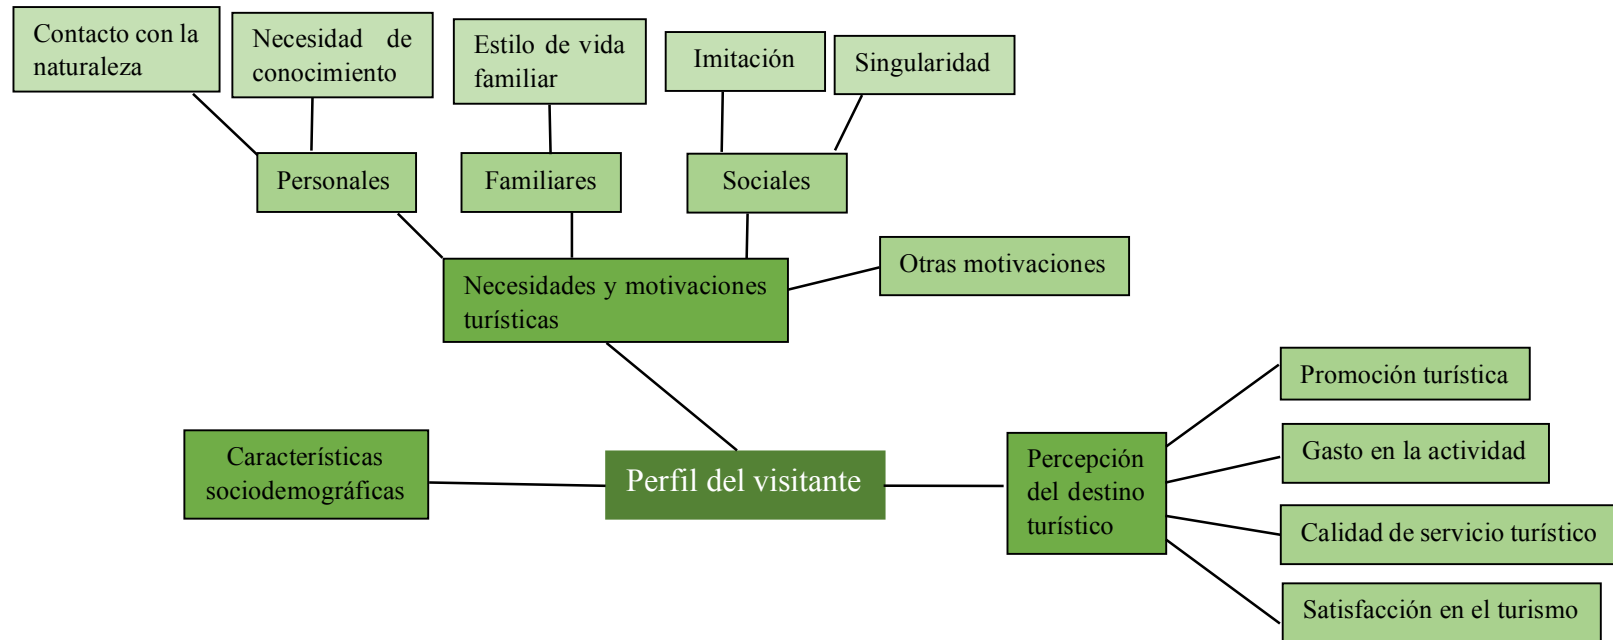 Contacto con la
naturaleza
Necesidad de
conocimiento
Estilo de vida
familiar
Imitación
Singularidad
Personales
Familiares
Sociales
Otras motivaciones
Necesidades y motivaciones
turísticas
Promoción turística
Gasto en la actividad
Calidad de servicio turístico
Satisfacción en el turismo
Percepción
del destino
turístico
Características
sociodemográficas
Perfil del visitante